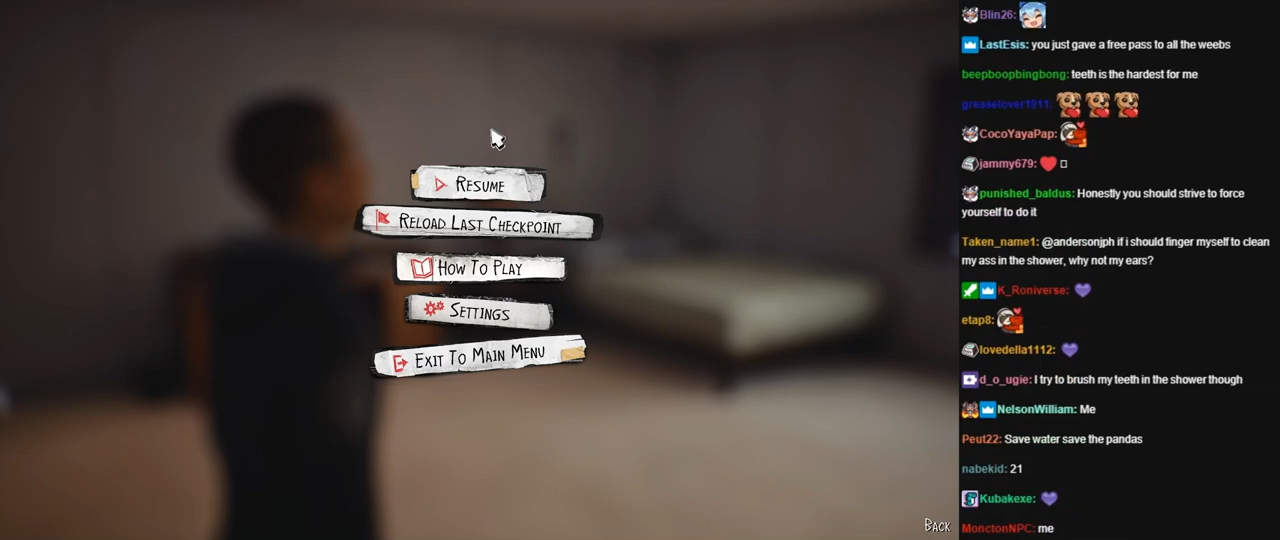 RESUME
RELOAD LAST CHECKPOINT
HOW TO PLAY
SETTINGS
EXIT TO MAIN MENU
BACK
Blin26:
LastEsis: you just gave a free pass to all the weebs
beepboopbingbong: teeth is the hardest for me
greaselover1911:
CocoYayaPap:
jammy679:
punished_baldus: Honestly you should strive to force
yourself to do it
Taken_name1: @andersonjph if i should finger myself to clean
my ass in the shower, why not my ears?
K_Roniverse:
etap8:
lovedella1112:
d_o_ugie: I try to brush my teeth in the shower though
NelsonWilliam: Me
Peut22: Save water save the pandas
nabekid: 21
Kubakexe:
MonctonNPC: me